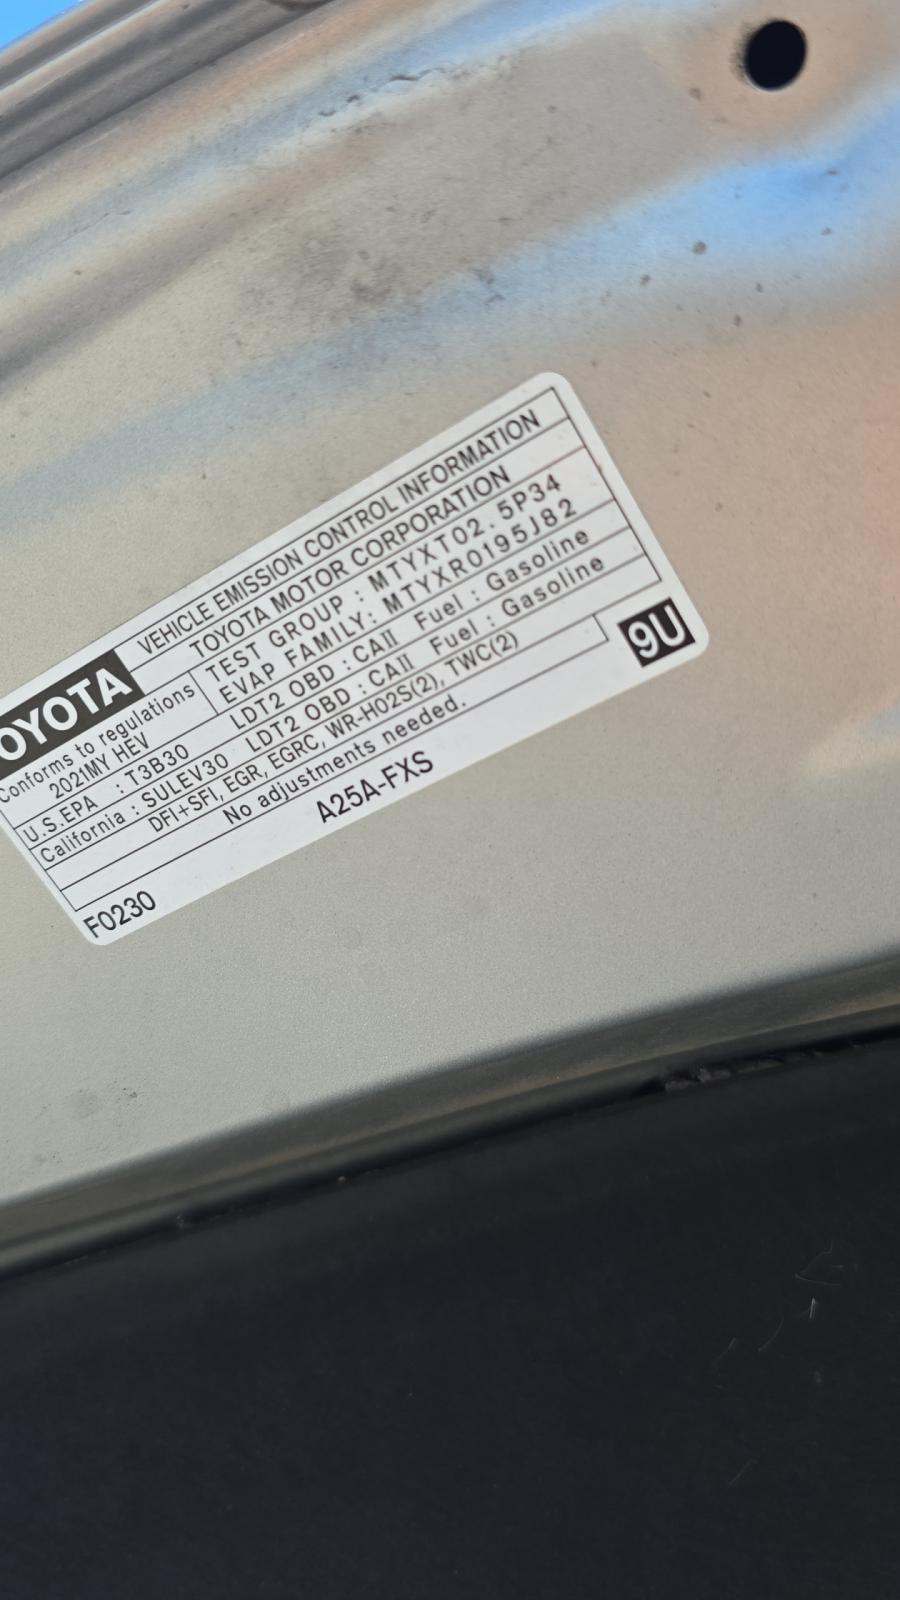 OYOTA
VEHICLE EMISSION CONTROL INFORMATION
TOYOTA MOTOR CORPORATION
Conforms to regulations
2021MY HEV
TEST GROUP : MTYXT02.5P34
EVAP FAMILY: MTYXR0195J82
U.S.EPA : T3B30 LDT2 OBD : CAII Fuel : Gasoline
California : SULEV30 LDT2 OBD : CAII Fuel : Gasoline
DFI+SFI, EGR, EGRC, WR-HO2S(2), TWC(2)
No adjustments needed.
A25A-FXS
9U
F0230